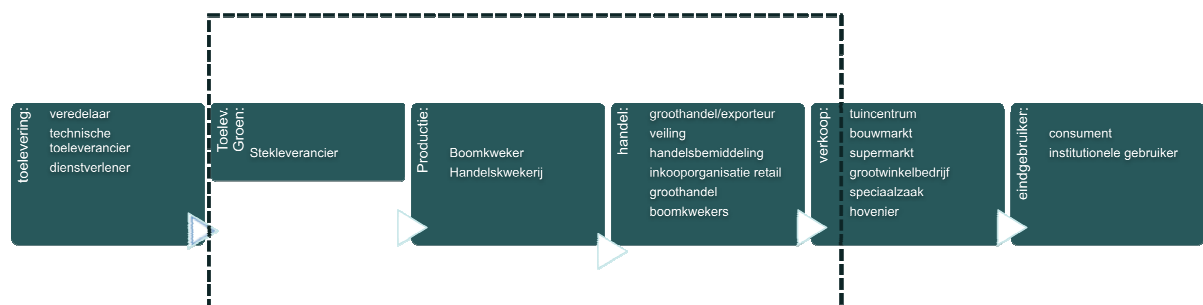 toelevering:
veredelaar
technische
toeleverancier
dienstverlener
Toelev.
Groen:
Stekleverancier
Productie:
Boomkweker
Handelskwekerij
handel:
groothandel/exporteur
veiling
handelsbemiddeling
inkooporganisatie retail
groothandel
boomkwekers
verkoop:
tuincentrum
bouwmarkt
supermarkt
grootwinkelbedrijf
speciaalzaak
hovenier
eindgebruiker:
consument
institutionele gebruiker